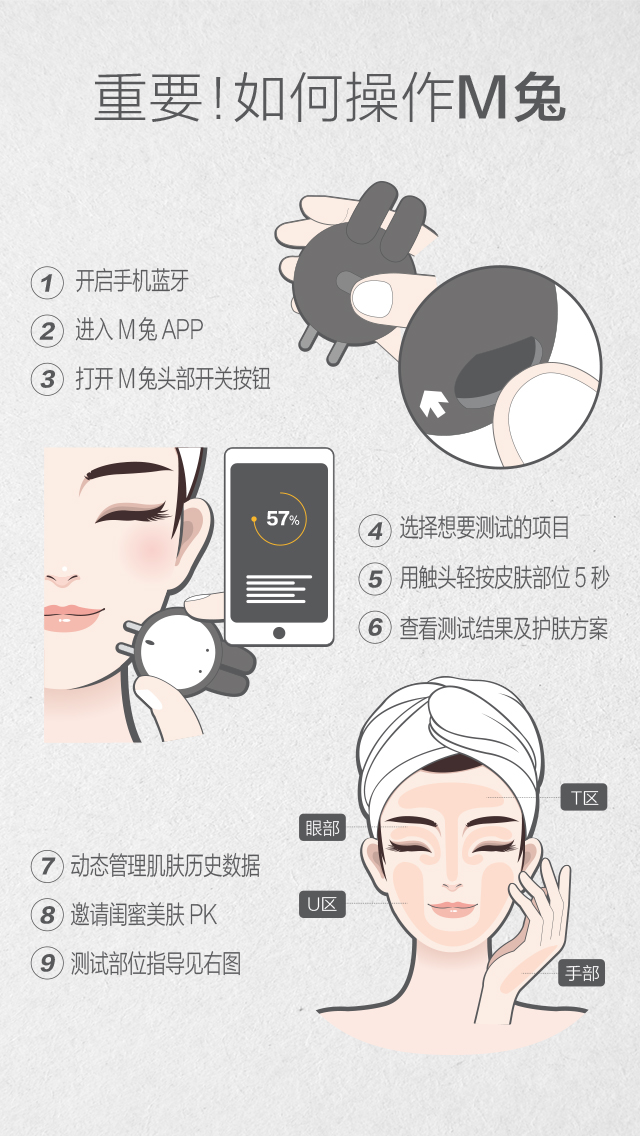 重要!如何操作M兔
1 开启手机蓝牙
2 进入 M 兔 APP
3 打开 M 兔头部开关按钮
57%
4 选择想要测试的项目
5 用触头轻按皮肤部位 5 秒
6 查看测试结果及护肤方案
T区
眼部
U区
手部
7 动态管理肌肤历史数据
8 邀请闺蜜美肤 PK
9 测试部位指导见右图